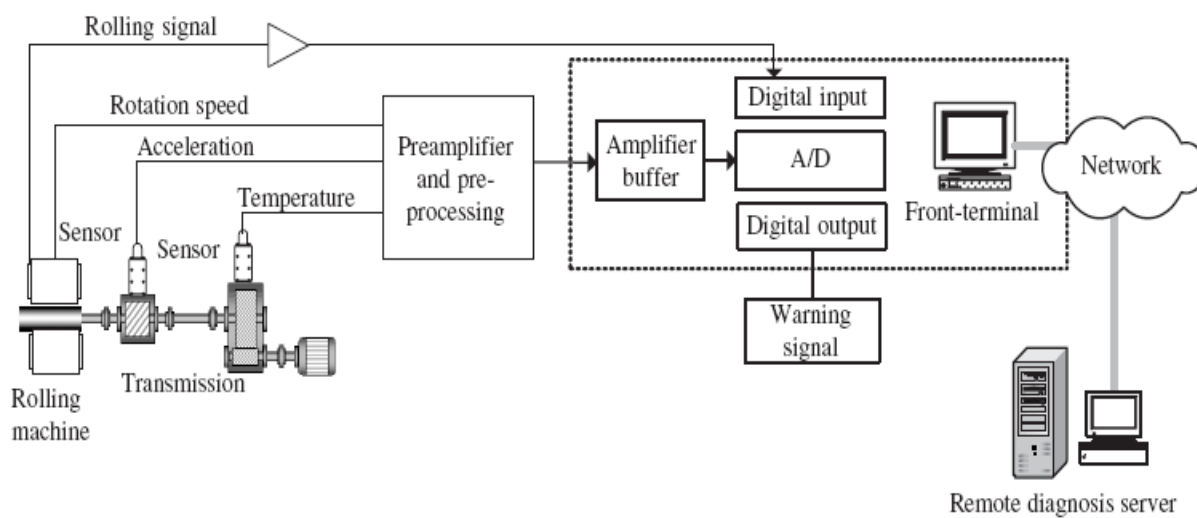 Rolling signal
Rotation speed
Acceleration
Temperature
Sensor
Sensor
Transmission
Rolling
machine
Preamplifier
and pre-
processing
Amplifier
buffer
Digital input
A/D
Digital output
Warning
signal
Front-terminal
Network
Remote diagnosis server